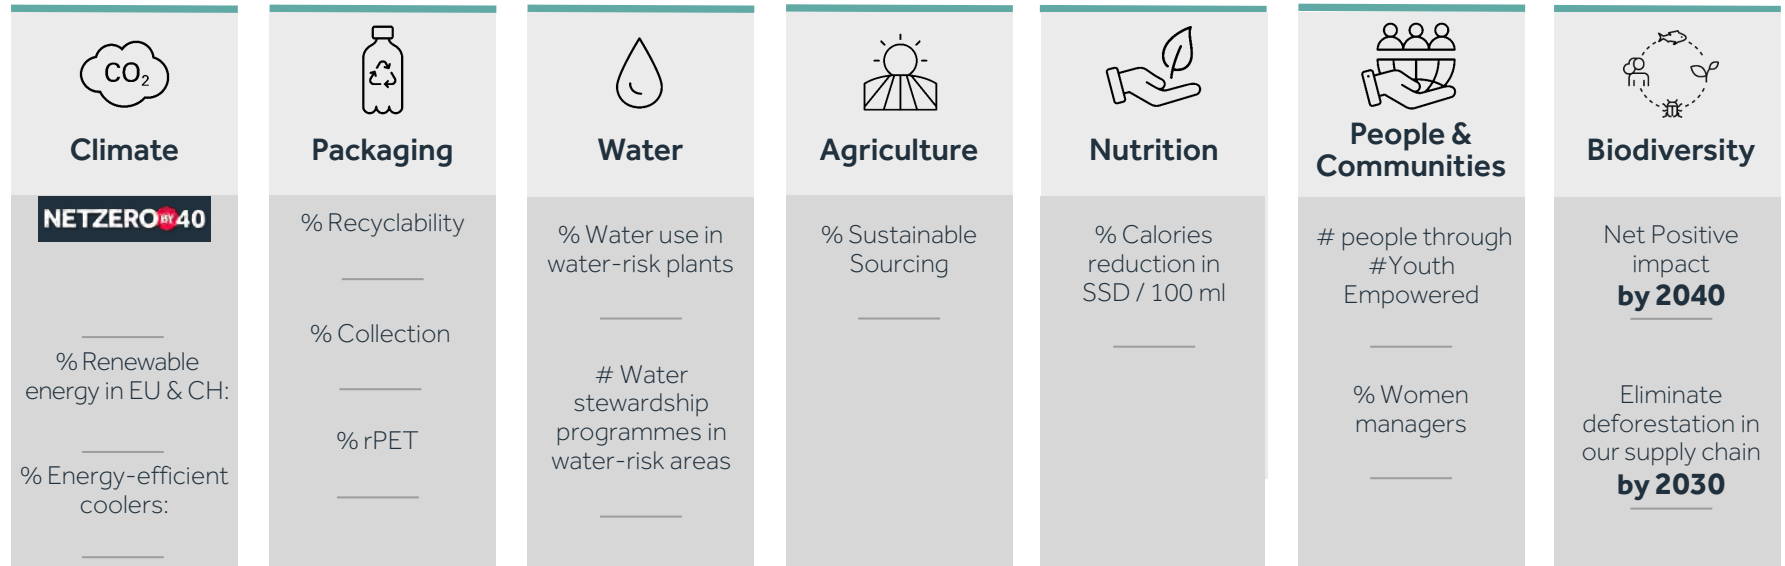 CO₂
Climate
NETZERO BY 40
% Renewable
energy in EU & CH:
% Energy-efficient
coolers:
Packaging
% Recyclability
% Collection
% rPET
Water
% Water use in
water-risk plants
# Water
stewardship
programmes in
water-risk areas
Agriculture
% Sustainable
Sourcing
Nutrition
% Calories
reduction in
SSD / 100 ml
People &
Communities
# people through
#Youth
Empowered
% Women
managers
Biodiversity
Net Positive
impact
by 2040
Eliminate
deforestation in
our supply chain
by 2030